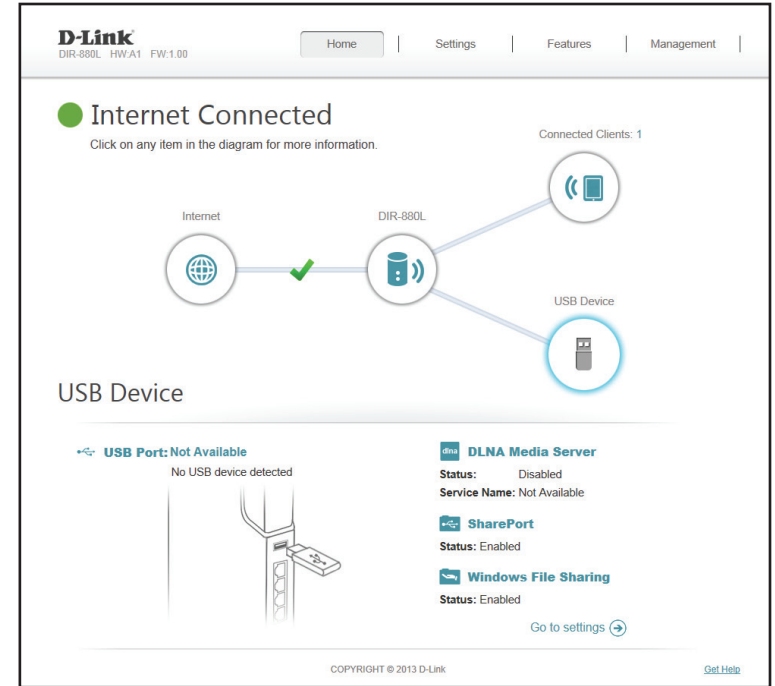 D-Link
DIR-880L HW:A1 FW:1.00
Home
Settings
Features
Management
Internet Connected
Click on any item in the diagram for more information.
Connected Clients: 1
Internet
DIR-880L
USB Device
USB Device
USB Port: Not Available
No USB device detected
dlna DLNA Media Server
Status: Disabled
Service Name: Not Available
SharePort
Status: Enabled
Windows File Sharing
Status: Enabled
Go to settings
COPYRIGHT © 2013 D-Link
Get Help